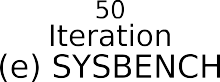 50
Iteration
(e) SYSBENCH